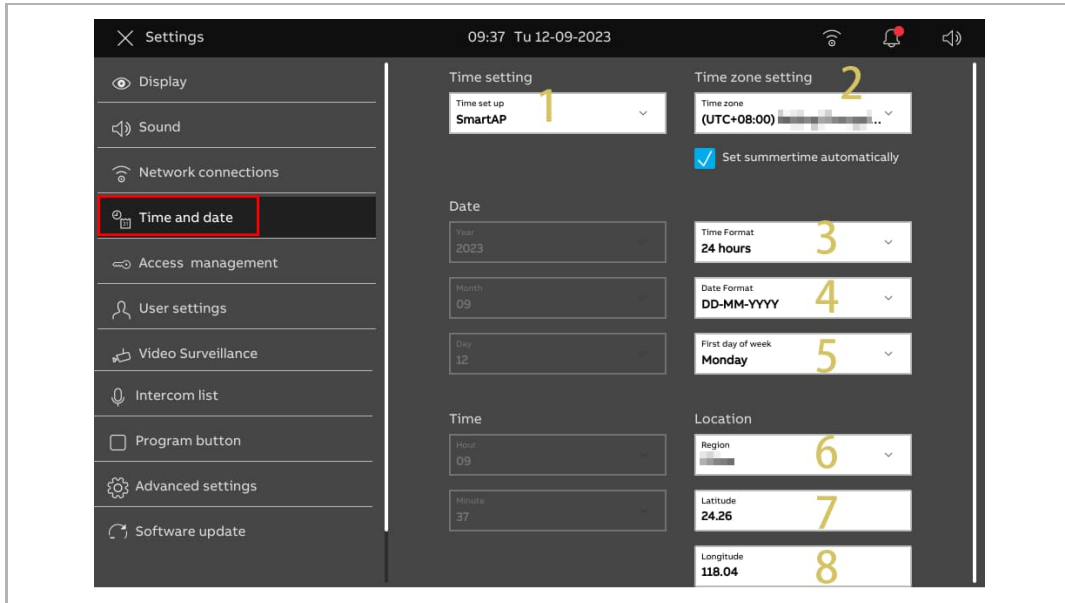 Settings
09:37 Tu 12-09-2023
Display
Sound
Network connections
Time and date
Access management
User settings
Video Surveillance
Intercom list
Program button
Advanced settings
Software update
Time setting
Time set up
SmartAP
1
Time zone setting
2
Time zone
(UTC+08:00)
...
Set summertime automatically
Date
Year
2023
Month
09
Day
12
Time Format
24 hours
3
Date Format
DD-MM-YYYY
4
First day of week
Monday
5
Time
Hour
09
Minute
37
Location
Region
6
Latitude
24.26
7
Longitude
118.04
8